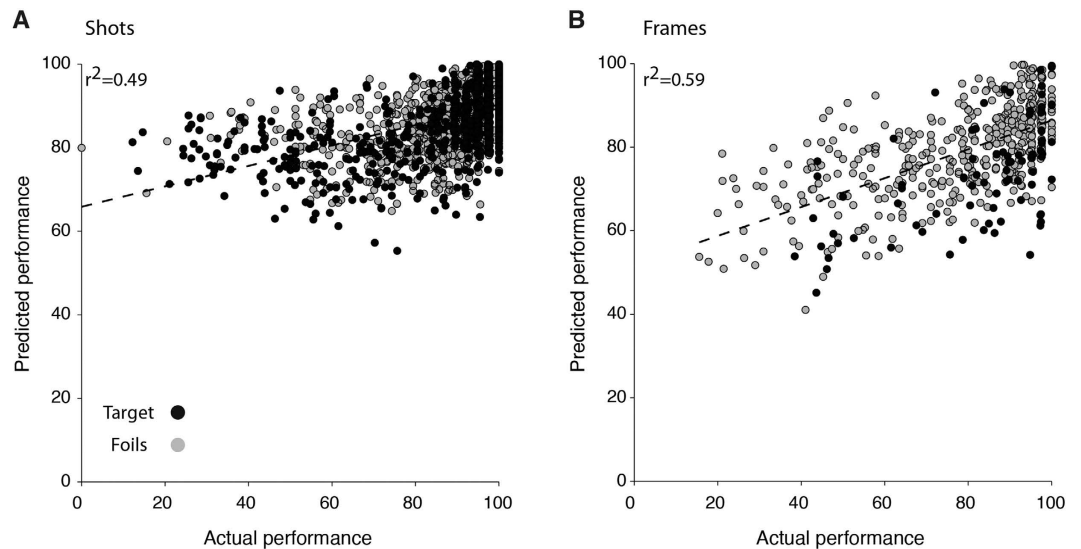 A
Shots
r²=0.49
100
80
60
40
20
0
Predicted performance
Target
Foils
0
20
40
60
80
100
Actual performance
B
Frames
r²=0.59
100
80
60
40
20
0
Predicted performance
0
20
40
60
80
100
Actual performance